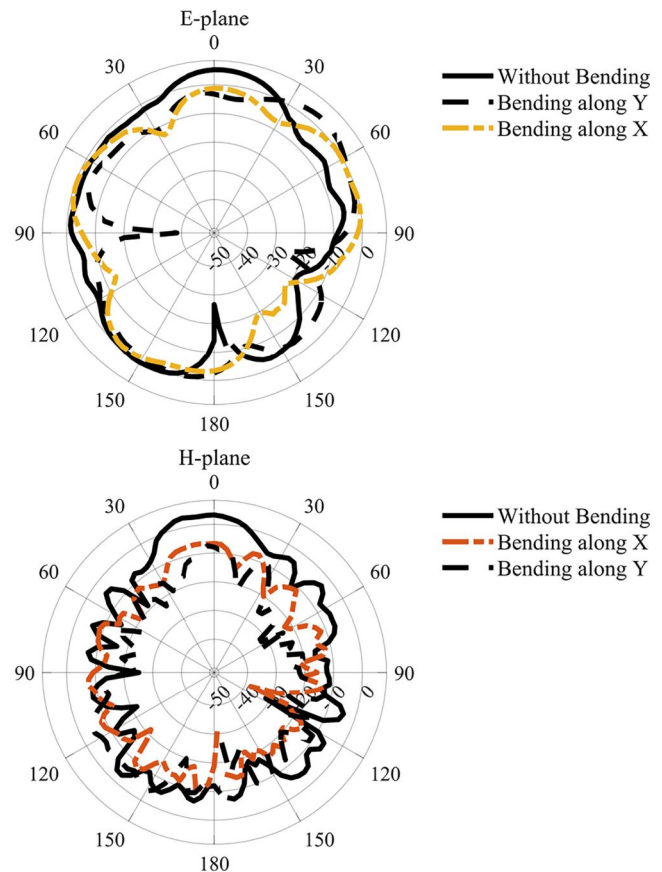 E-plane
0
30 30
60 60
90 90
120 120
150 150
180
-50 -40 -30 -20 -10 0
Without Bending
Bending along Y
Bending along X
H-plane
0
30 30
60 60
90 90
120 120
150 150
180
-50 -40 -10 0
Without Bending
Bending along X
Bending along Y